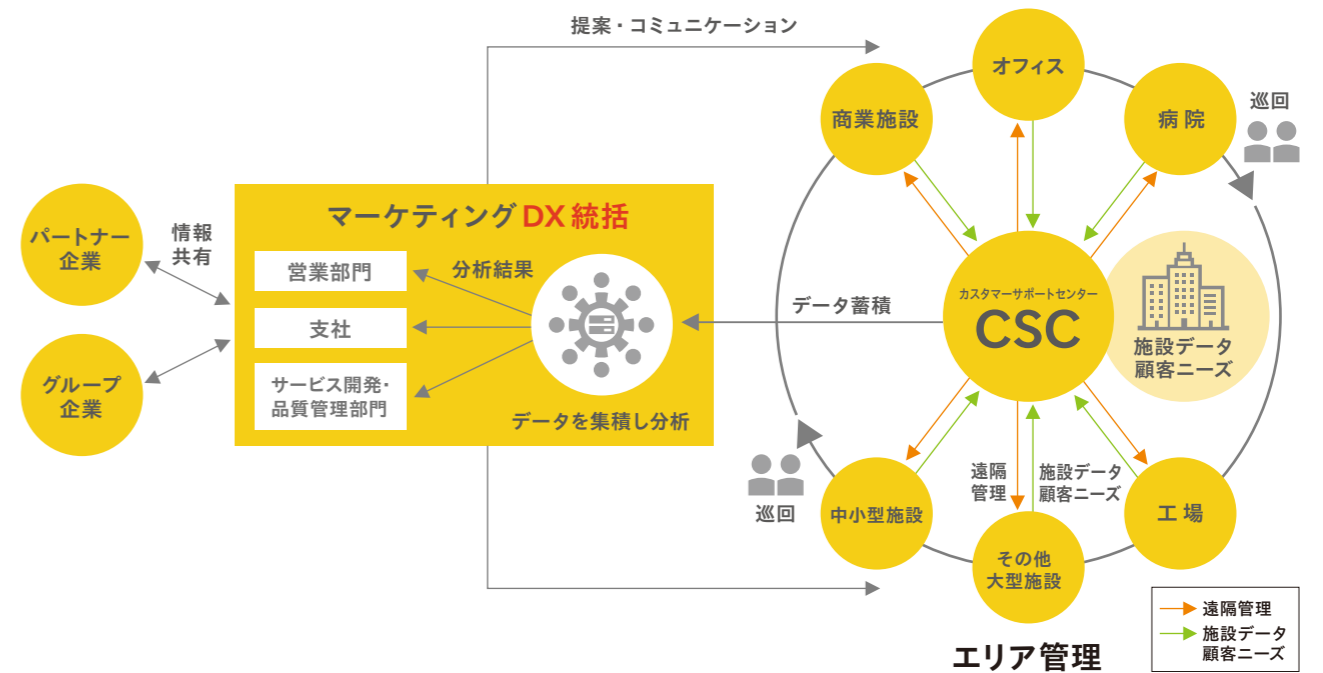 提案・コミュニケーション
オフィス
商業施設
病院
巡回
パートナー
企業
情報
共有
マーケティングDX統括
営業部門
分析結果
支社
サービス開発・
品質管理部門
データを集積し分析
グループ
企業
データ蓄積
カスタマーサポートセンター
CSC
施設データ
顧客ニーズ
巡回
中小型施設
遠隔
管理
施設データ
顧客ニーズ
工場
その他
大型施設
エリア管理
遠隔管理
施設データ
顧客ニーズ